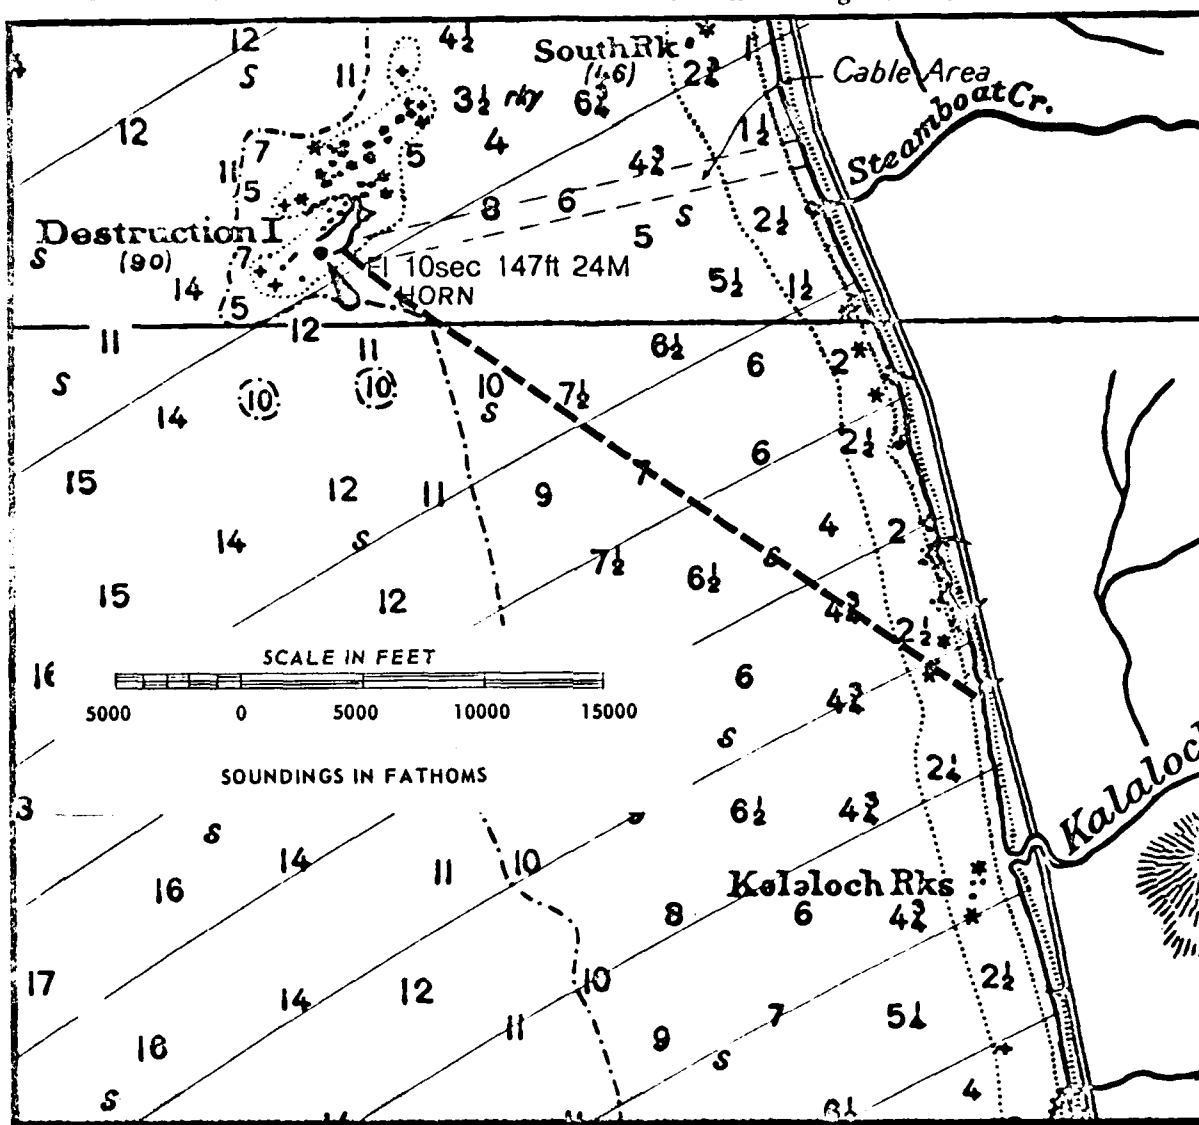 12 4½ South Rk
S 11 (46) 2¾ 1 Cable Area
3½ rky 6¾
12 4 1½ Steamboat Cr.
7 5 4¾
11
5 8 6 S 2½
Destruction I 5
S (90) 7
14 Fl 10sec 147ft 24M 5½ 1½
5 HORN
11 12 6½
11 6 2
S 10 10 10 7½
14 S
6 2½
15 12 11 9 7
14 S 4 2
7½ 6½ 6
15 12 4¾ 2½
SCALE IN FEET
16 6 4¾
5000 0 5000 10000 15000
S
SOUNDINGS IN FATHOMS 2¼
3 6½ 4¾ Kalaloch
S
14 11 10
16 Kalaloch Rks
8 6 4¾
17 14 12 10 2½
11 7 5¼
16 9 S
S 4